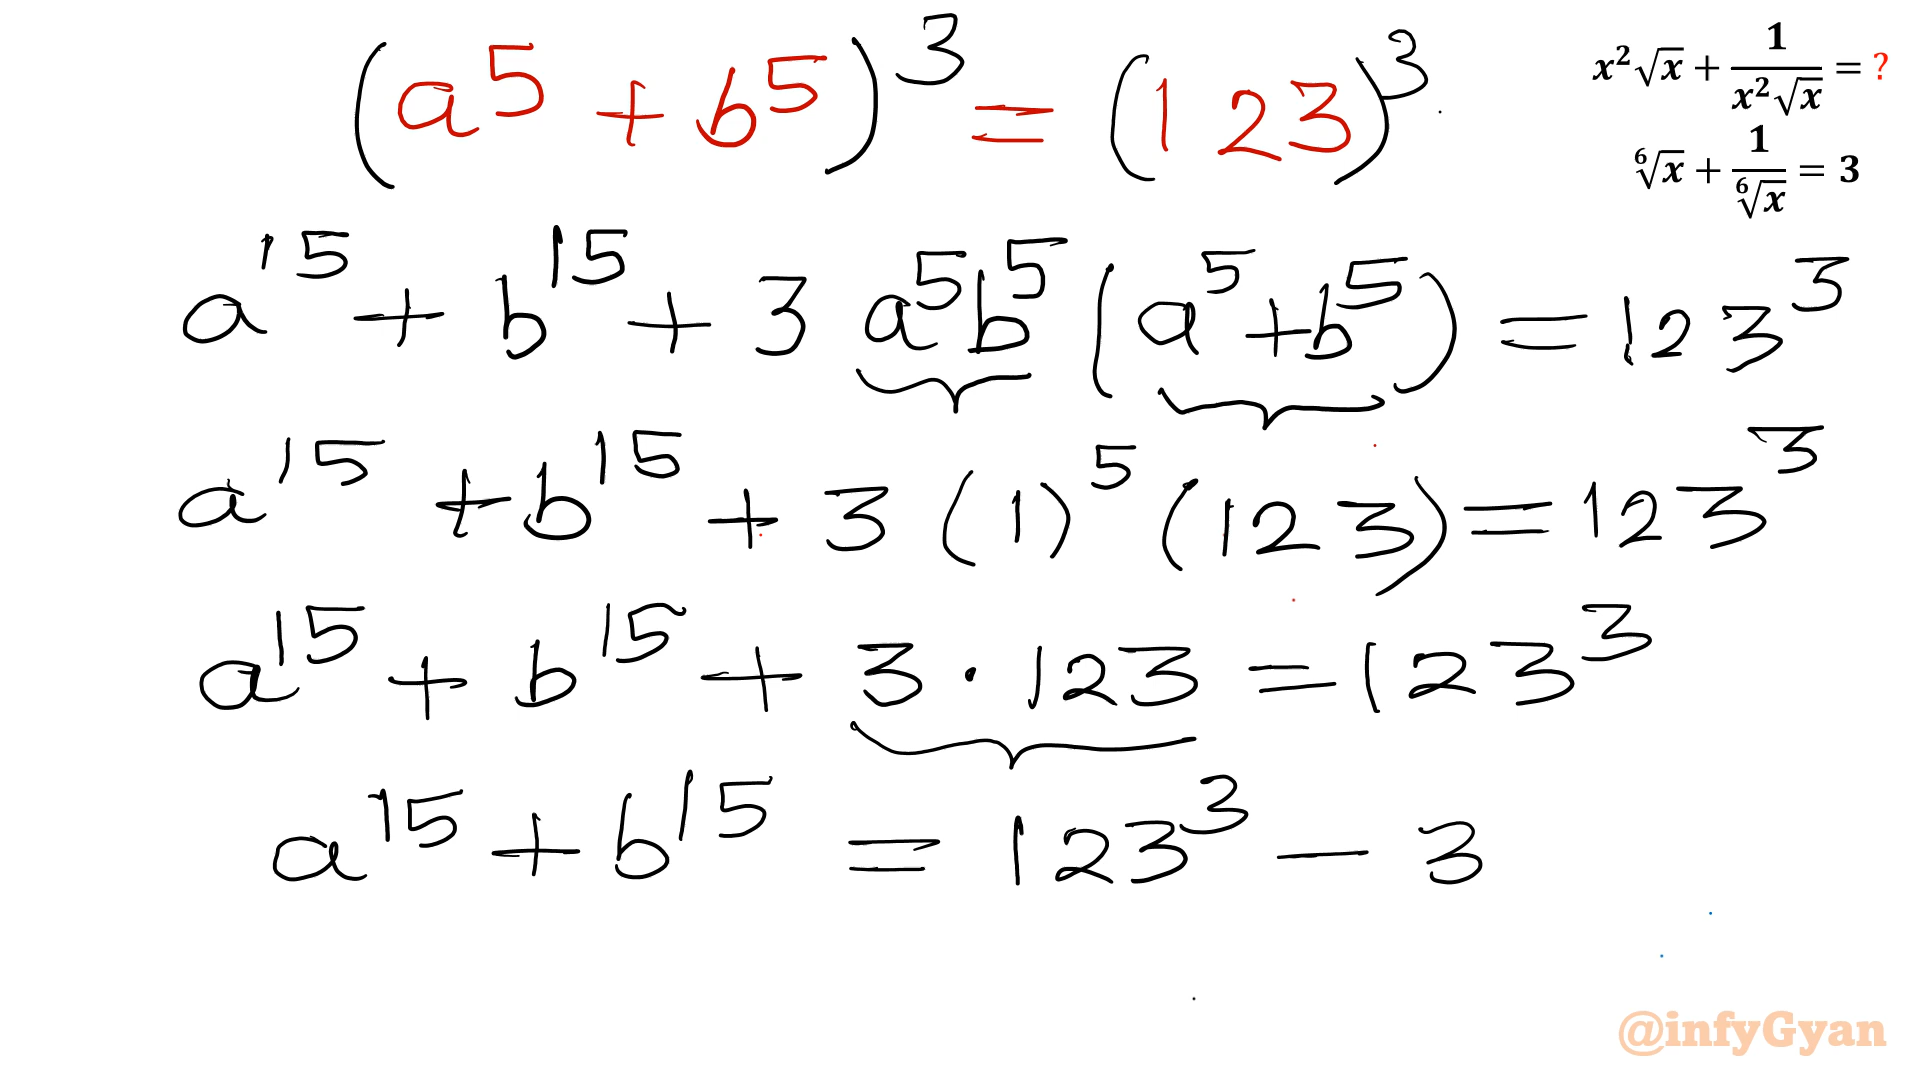 (a⁵ + b⁵)³ = (123)³
x²√x + 1/(x²√x) = ?
⁶√x + 1/⁶√x = 3
a¹⁵ + b¹⁵ + 3 a⁵b⁵ (a⁵+b⁵) = 123³
a¹⁵ + b¹⁵ + 3 (1)⁵ (123) = 123³
a¹⁵ + b¹⁵ + 3 · 123 = 123³
a¹⁵ + b¹⁵ = 123³ − 3
@infyGyan